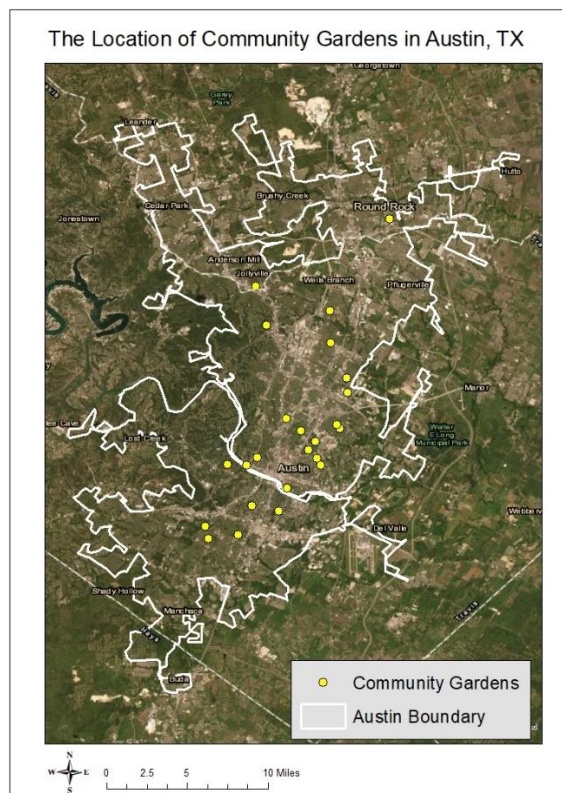 The Location of Community Gardens in Austin, TX
Georgetown
Garey
Park
Leander
Hutto
Brushy Creek
Cedar Park
Round Rock
Jonestown
Anderson Mill
Jollyville
Wells Branch
Pflugerville
Manor
Lost Creek
Walter
E Long
Municipal Park
Austin
Del Valle
Shady Hollow
Manchaca
Travis
Hays
Buda
Community Gardens
Austin Boundary
N
W E
S
0 2.5 5 10 Miles